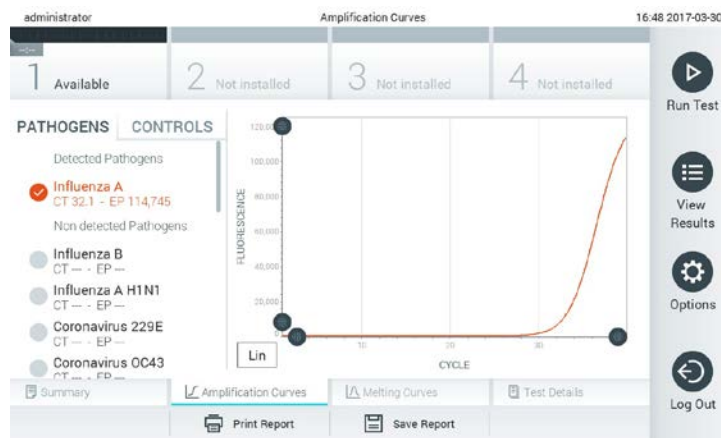 administrator
Amplification Curves
16:48 2017-03-30
--:--
1 Available
2 Not installed
3 Not installed
4 Not installed
Run Test
View
Results
Options
Log Out
PATHOGENS
CONTROLS
Detected Pathogens
Influenza A
CT 32.1 - EP 114,745
Non detected Pathogens
Influenza B
CT --- - EP ---
Influenza A H1N1
CT --- - EP ---
Coronavirus 229E
CT --- - EP ---
Coronavirus OC43
CT --- - EP ---
FLUORESCENCE
100,000
80,000
60,000
40,000
20,000
0
10
20
30
CYCLE
Lin
Summary
Amplification Curves
Melting Curves
Test Details
Print Report
Save Report